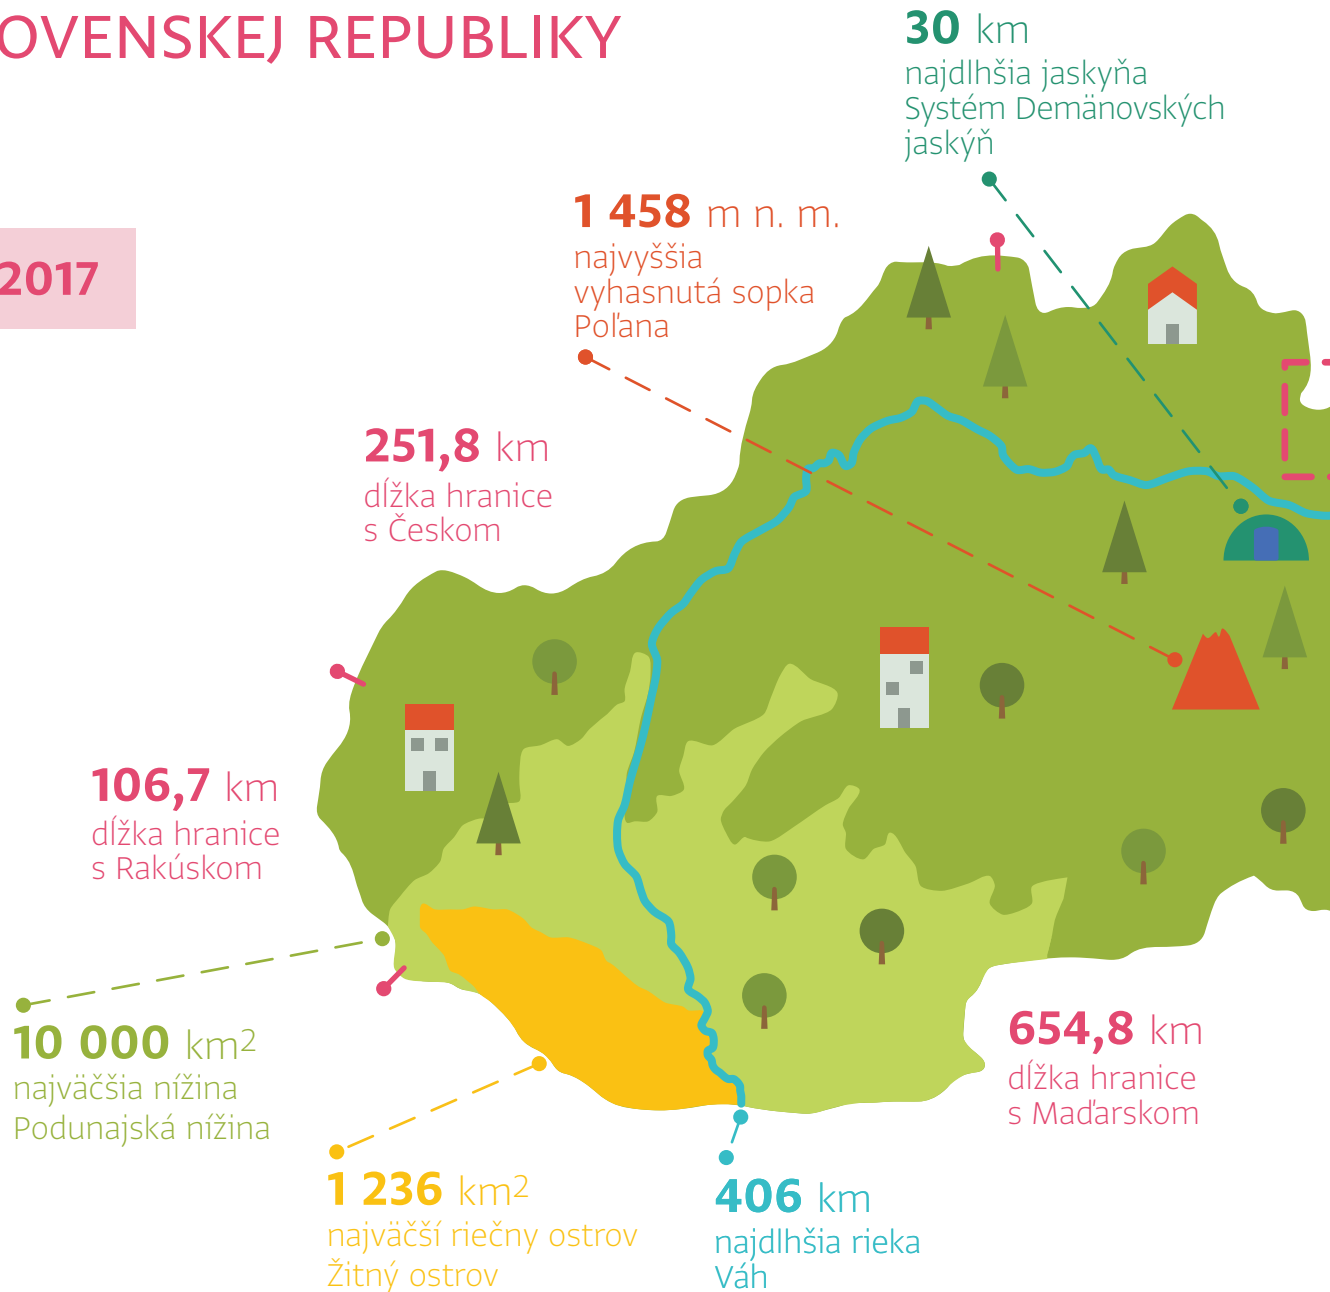 OVENSKEJ REPUBLIKY
30 km
najdlhšia jaskyňa
Systém Demänovských
jaskýň
1 458 m n. m.
najvyššia
vyhasnutá sopka
Poľana
2017
251,8 km
dĺžka hranice
s Českom
106,7 km
dĺžka hranice
s Rakúskom
10 000 km²
najväčšia nížina
Podunajská nížina
654,8 km
dĺžka hranice
s Maďarskom
1 236 km²
najväčší riečny ostrov
Žitný ostrov
406 km
najdlhšia rieka
Váh